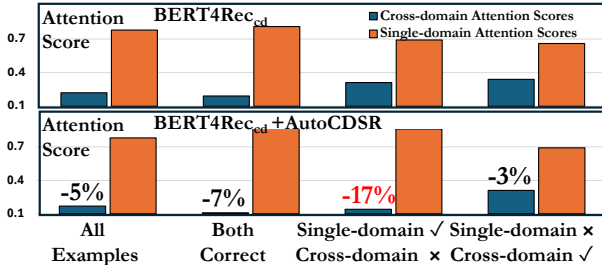 Attention BERT4Rec_cd Cross-domain Attention Scores
Score Single-domain Attention Scores
0.7
0.4
0.1
Attention BERT4Rec_cd +AutoCDSR
Score
0.7
0.4
0.1
-5% -7% -17% -3%
All Both Single-domain ✓ Single-domain ×
Examples Correct Cross-domain × Cross-domain ✓